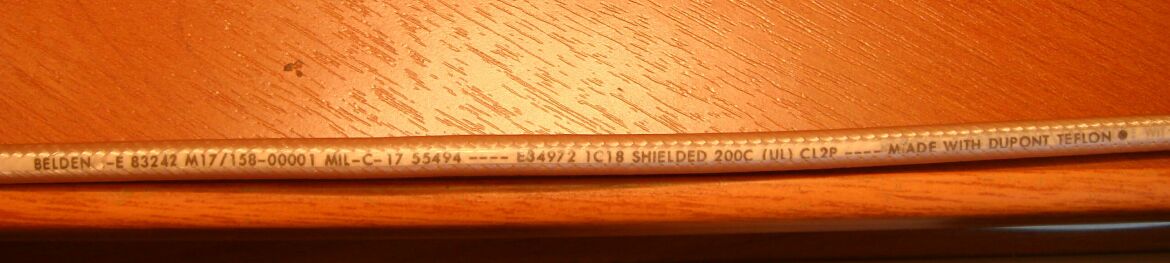 BELDEN -E 83242 M17/158-00001 MIL-C-17 55494 ---- E34972 1C18 SHIELDED 200C (UL) CL2P ---- MADE WITH DUPONT TEFLON ®